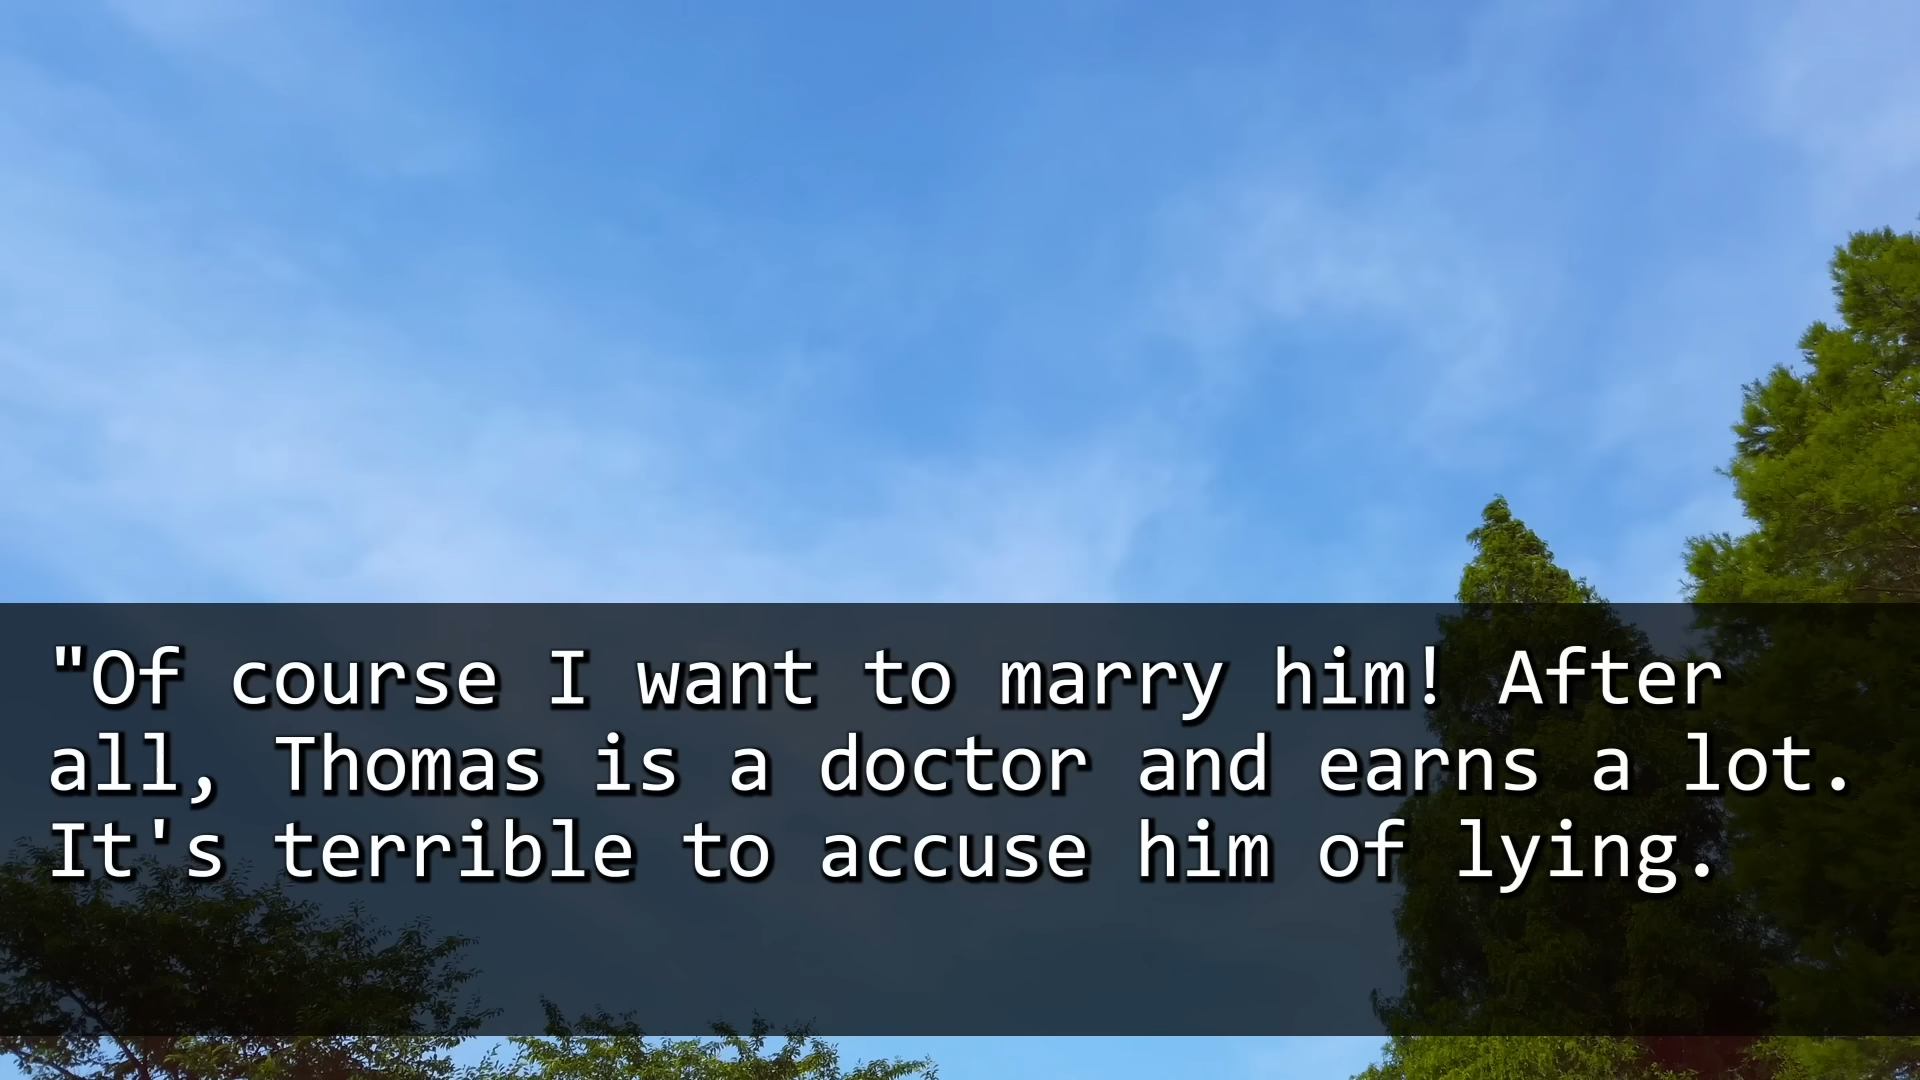 "Of course I want to marry him! After
all, Thomas is a doctor and earns a lot.
It's terrible to accuse him of lying.